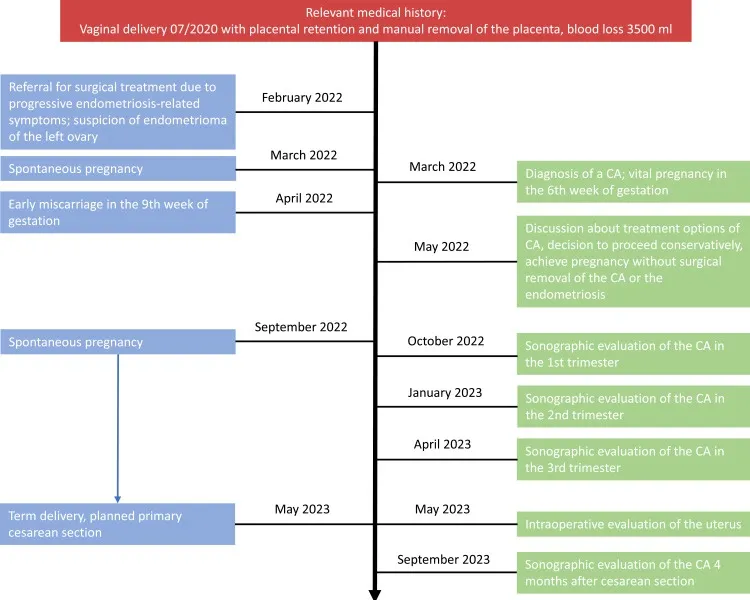 Relevant medical history:
Vaginal delivery 07/2020 with placental retention and manual removal of the placenta, blood loss 3500 ml
Referral for surgical treatment due to
progressive endometriosis-related
symptoms; suspicion of endometrioma
of the left ovary
February 2022
Spontaneous pregnancy
March 2022
March 2022
Diagnosis of a CA; vital pregnancy in
the 6th week of gestation
Early miscarriage in the 9th week of
gestation
April 2022
May 2022
Discussion about treatment options of
CA, decision to proceed conservatively,
achieve pregnancy without surgical
removal of the CA or the
endometriosis
Spontaneous pregnancy
September 2022
October 2022
Sonographic evaluation of the CA in
the 1st trimester
January 2023
Sonographic evaluation of the CA in
the 2nd trimester
April 2023
Sonographic evaluation of the CA in
the 3rd trimester
Term delivery, planned primary
cesarean section
May 2023
May 2023
Intraoperative evaluation of the uterus
September 2023
Sonographic evaluation of the CA 4
months after cesarean section